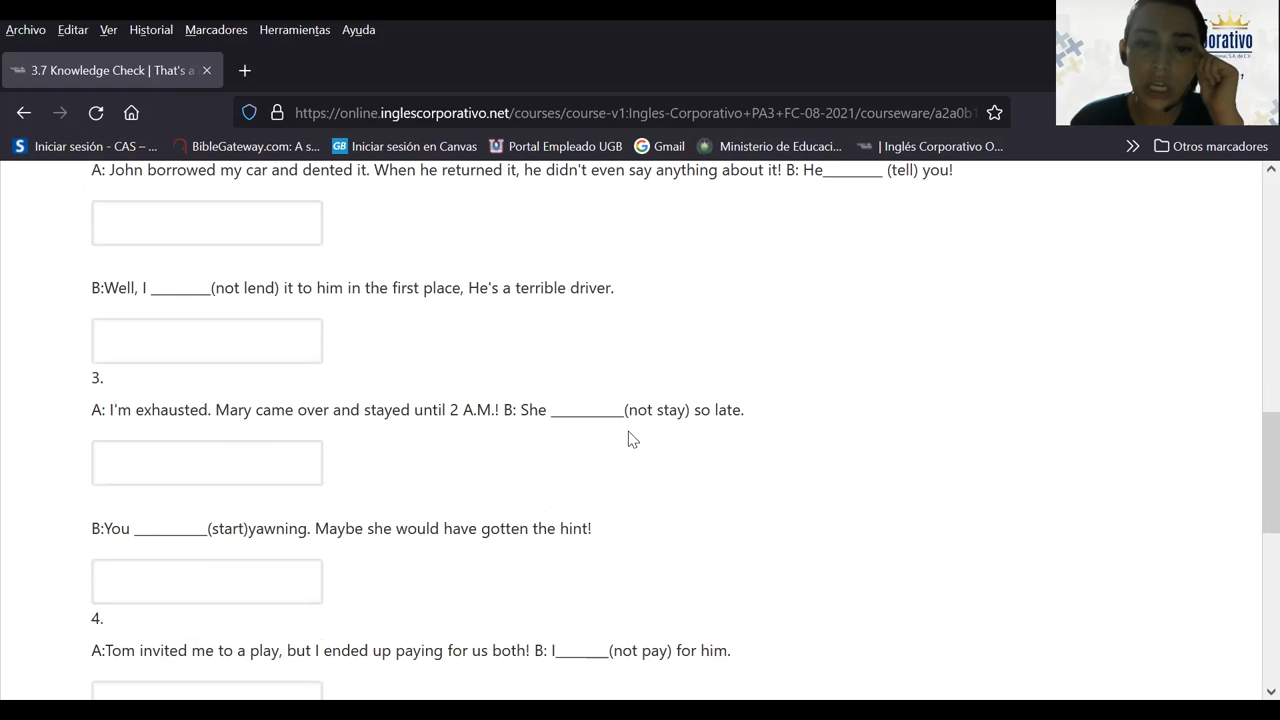 Archivo Editar Ver Historial Marcadores Herramientas Ayuda
3.7 Knowledge Check | That's a
https://online.inglescorporativo.net/courses/course-v1:Ingles-Corporativo+PA3+FC-08-2021/courseware/a2a0b1
Iniciar sesión - CAS – ... BibleGateway.com: A s... GB Iniciar sesión en Canvas Portal Empleado UGB Gmail Ministerio de Educaci... | Inglés Corporativo O... Otros marcadores
orativo
A: John borrowed my car and dented it. When he returned it, he didn't even say anything about it! B: He________ (tell) you!
B:Well, I ________(not lend) it to him in the first place, He's a terrible driver.
3.
A: I'm exhausted. Mary came over and stayed until 2 A.M.! B: She __________(not stay) so late.
B:You __________(start)yawning. Maybe she would have gotten the hint!
4.
A:Tom invited me to a play, but I ended up paying for us both! B: I_______(not pay) for him.